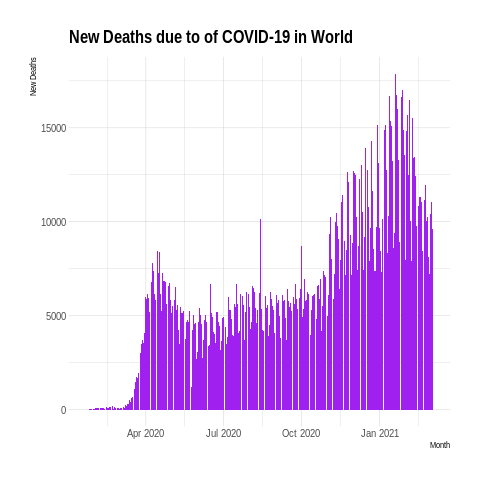 New Deaths due to of COVID-19 in World
New Deaths
15000
10000
5000
0
Apr 2020
Jul 2020
Oct 2020
Jan 2021
Month